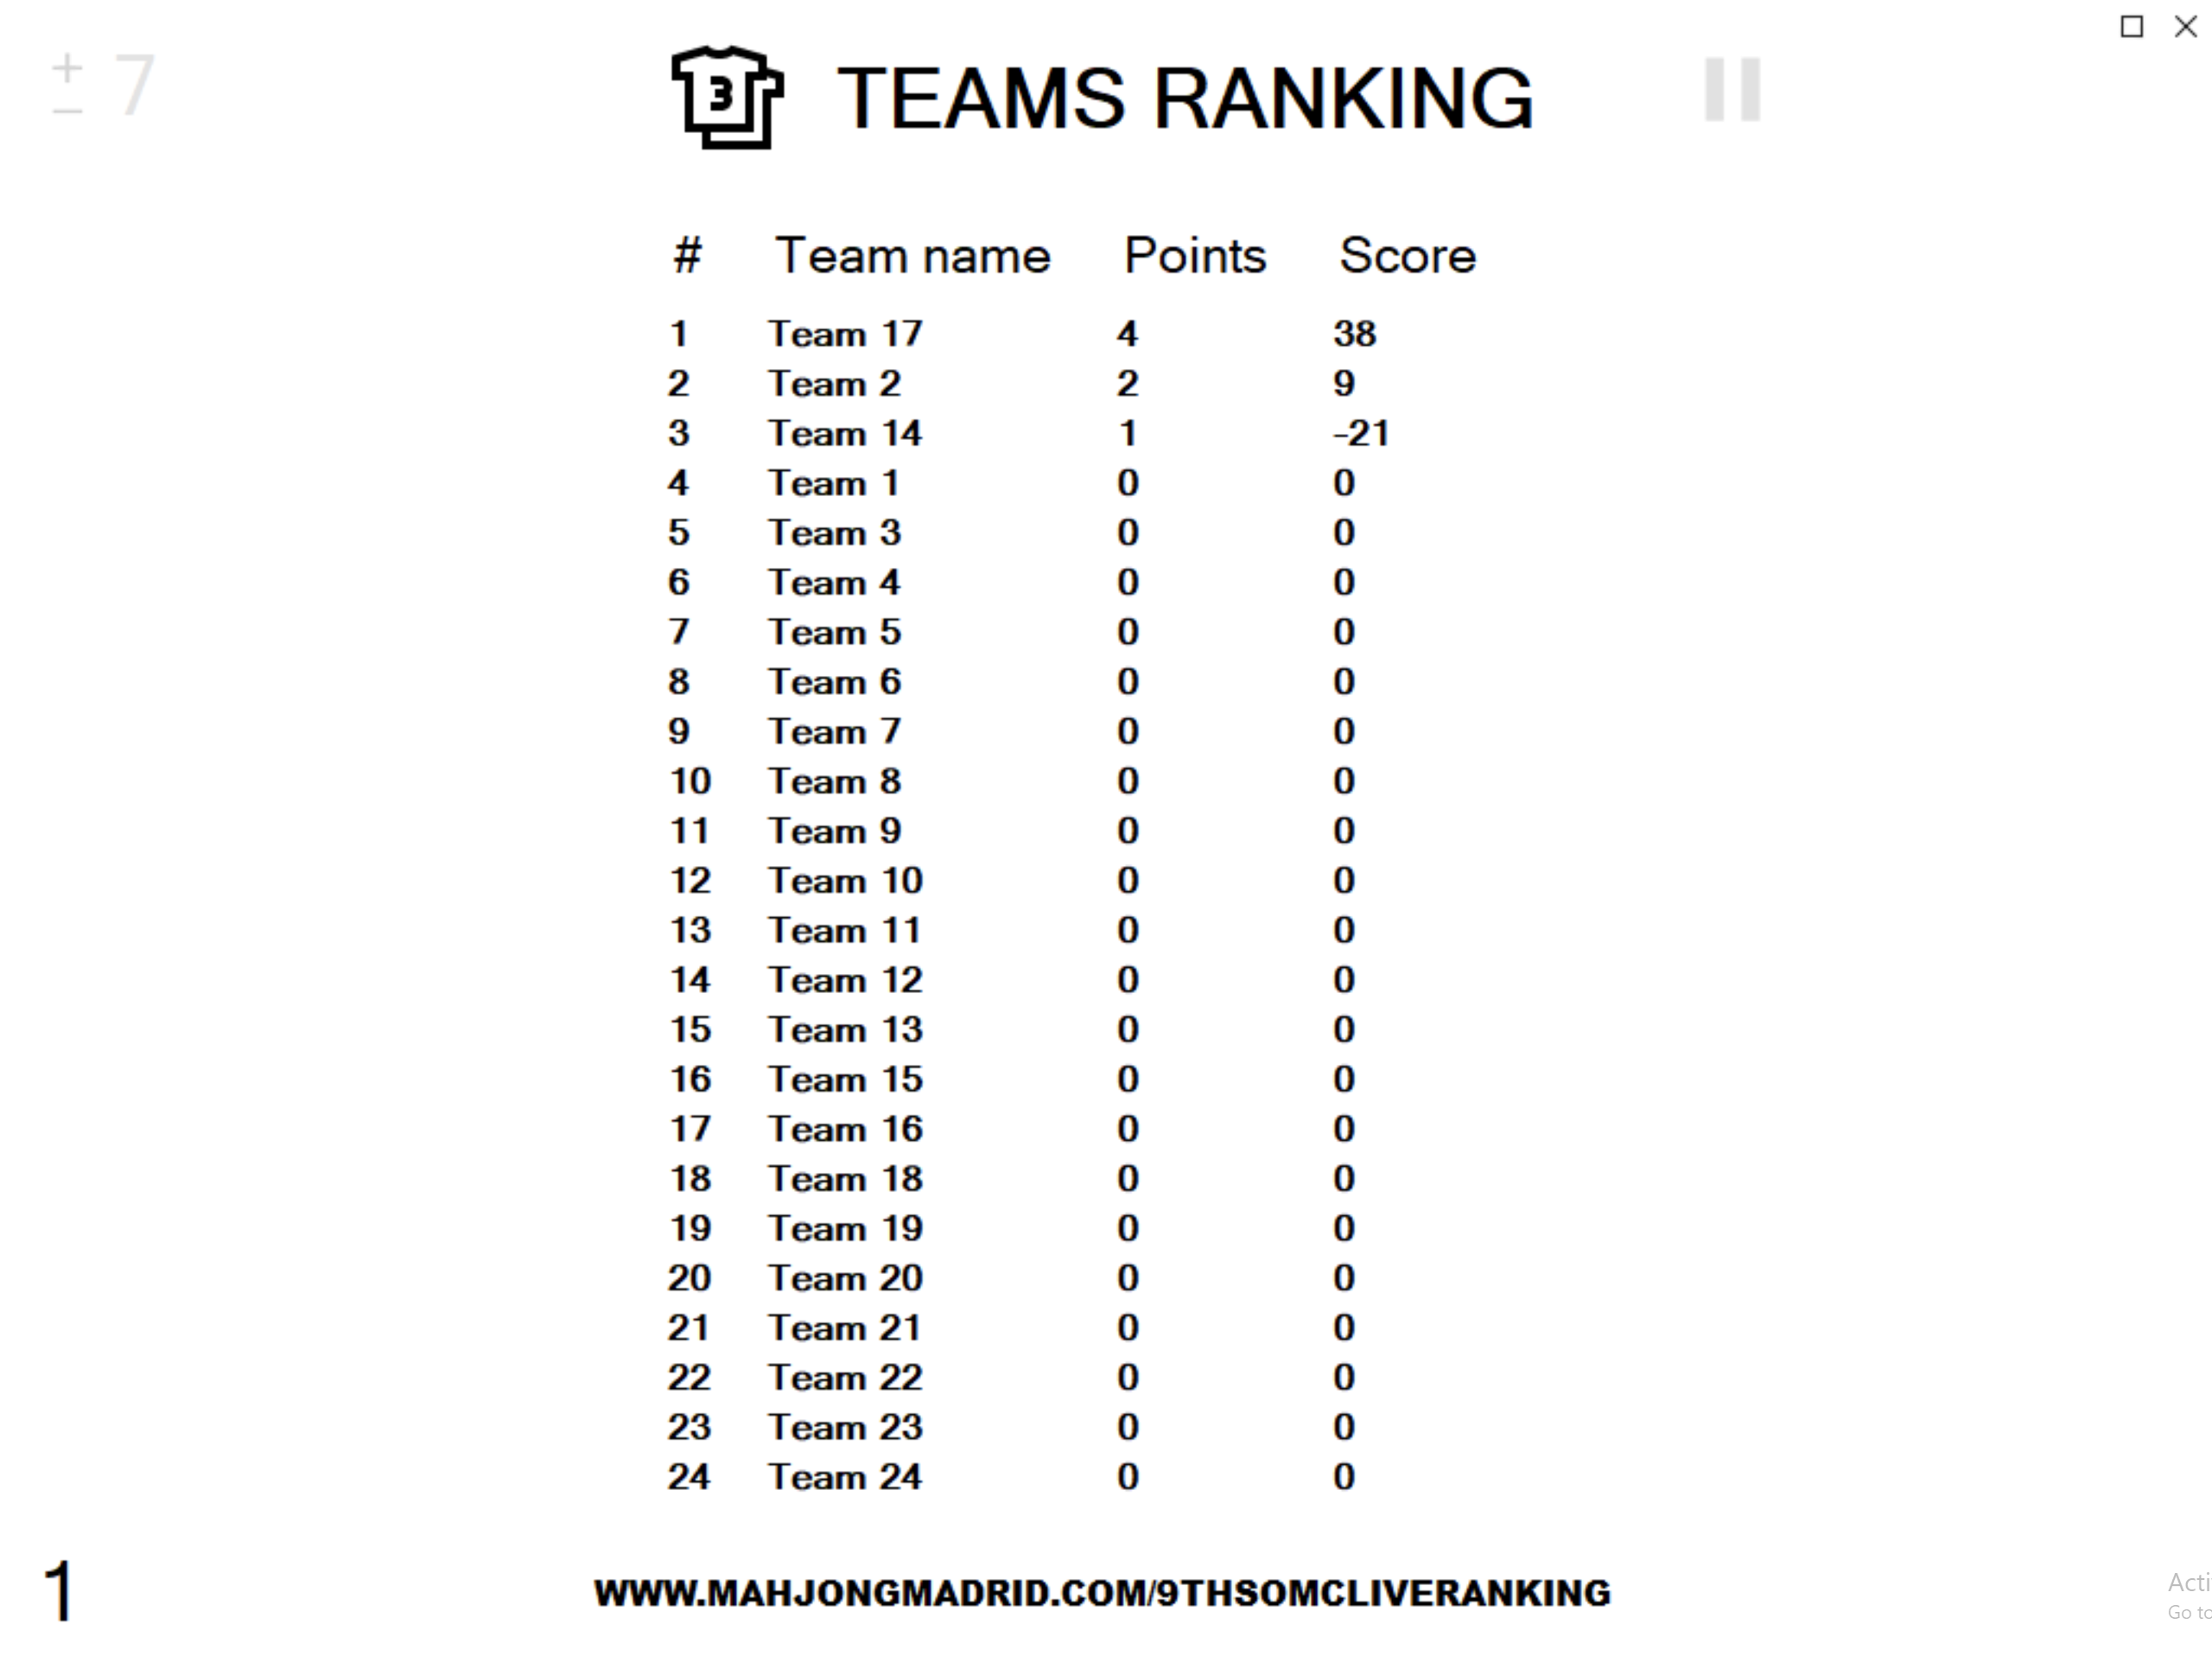 +
− 7
3 TEAMS RANKING
# Team name Points Score
1 Team 17 4 38
2 Team 2 2 9
3 Team 14 1 -21
4 Team 1 0 0
5 Team 3 0 0
6 Team 4 0 0
7 Team 5 0 0
8 Team 6 0 0
9 Team 7 0 0
10 Team 8 0 0
11 Team 9 0 0
12 Team 10 0 0
13 Team 11 0 0
14 Team 12 0 0
15 Team 13 0 0
16 Team 15 0 0
17 Team 16 0 0
18 Team 18 0 0
19 Team 19 0 0
20 Team 20 0 0
21 Team 21 0 0
22 Team 22 0 0
23 Team 23 0 0
24 Team 24 0 0
1 WWW.MAHJONGMADRID.COM/9THSOMCLIVERANKING
Acti
Go to